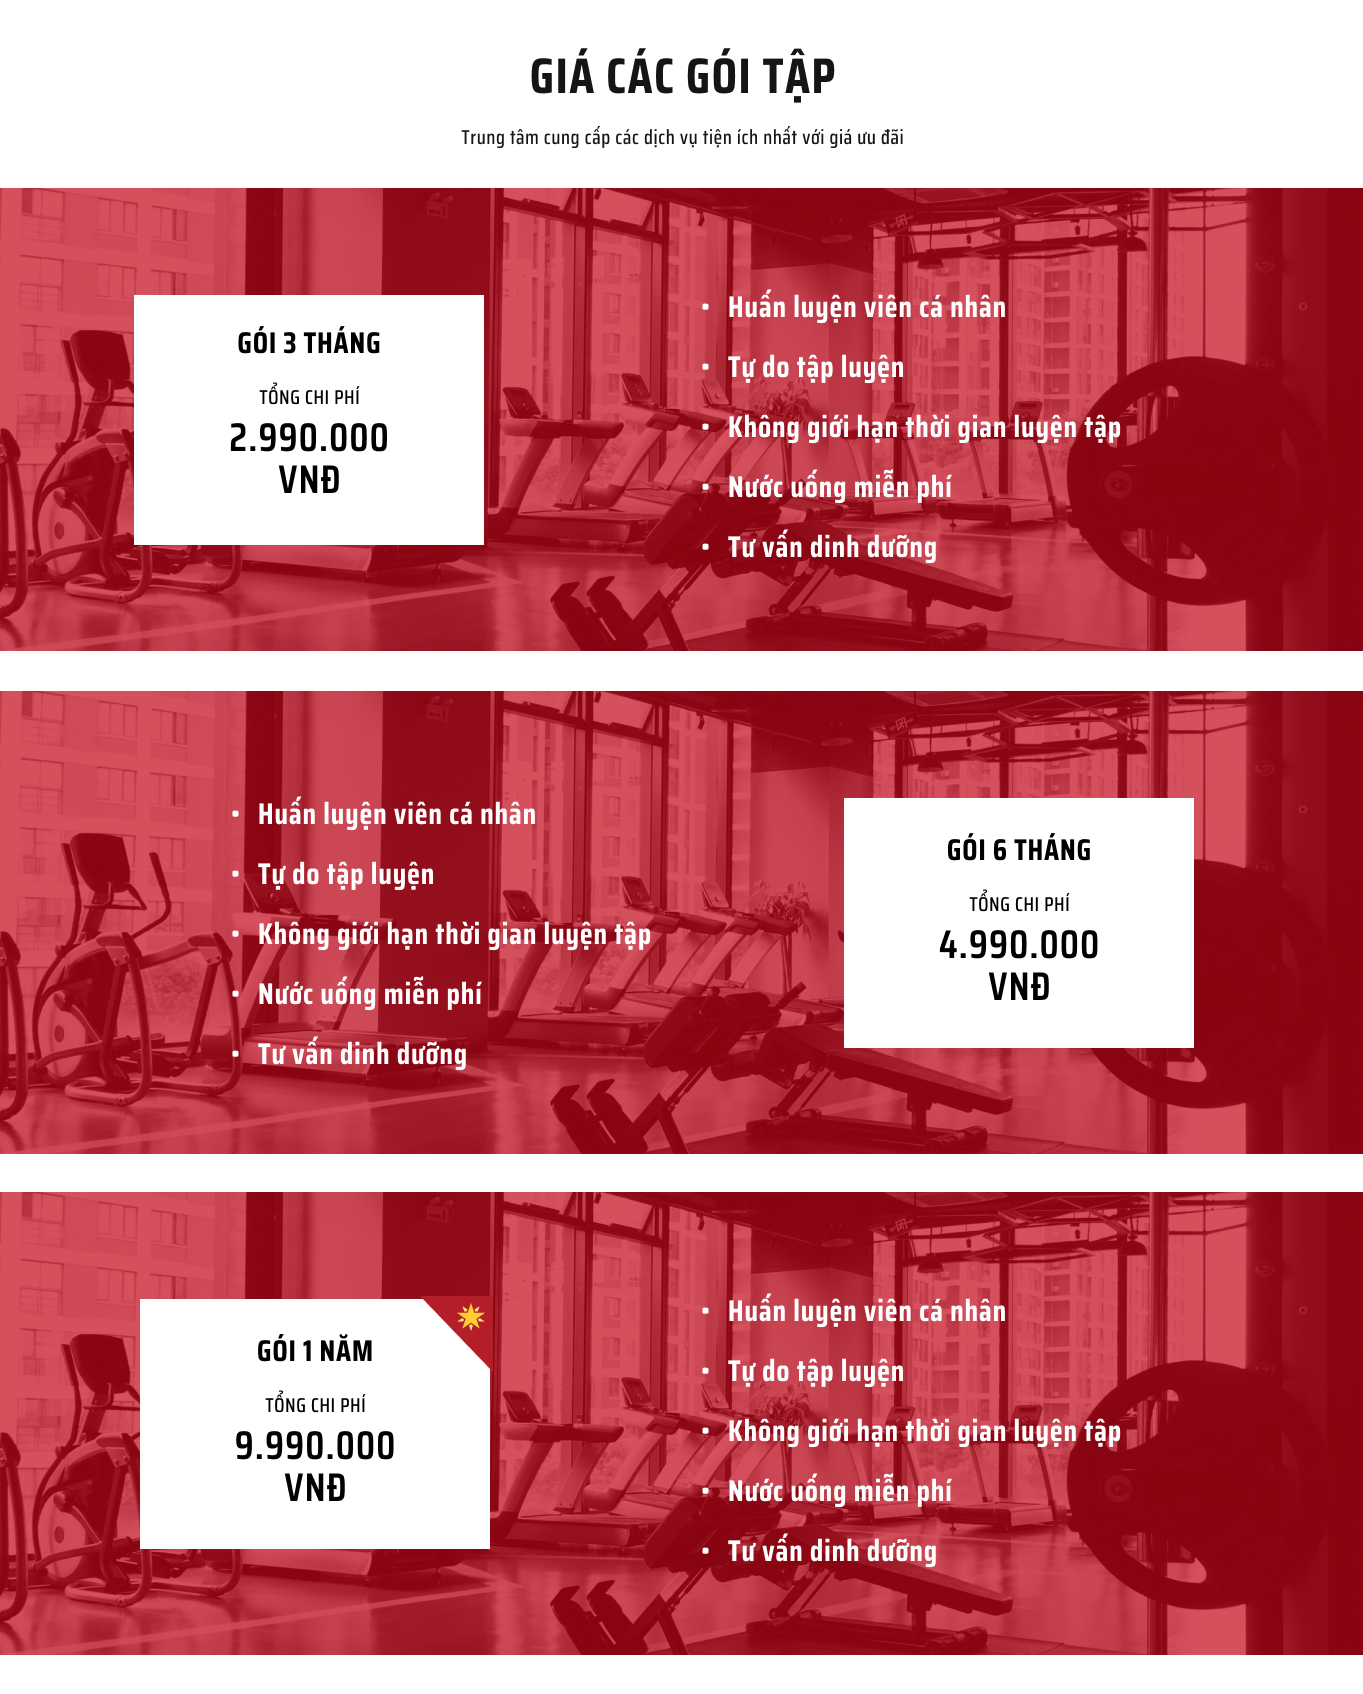 GIÁ CÁC GÓI TẬP
Trung tâm cung cấp các dịch vụ tiện ích nhất với giá ưu đãi
GÓI 3 THÁNG
TỔNG CHI PHÍ
2.990.000
VNĐ
• Huấn luyện viên cá nhân
• Tự do tập luyện
• Không giới hạn thời gian luyện tập
• Nước uống miễn phí
• Tư vấn dinh dưỡng
• Huấn luyện viên cá nhân
• Tự do tập luyện
• Không giới hạn thời gian luyện tập
• Nước uống miễn phí
• Tư vấn dinh dưỡng
GÓI 6 THÁNG
TỔNG CHI PHÍ
4.990.000
VNĐ
GÓI 1 NĂM
TỔNG CHI PHÍ
9.990.000
VNĐ
• Huấn luyện viên cá nhân
• Tự do tập luyện
• Không giới hạn thời gian luyện tập
• Nước uống miễn phí
• Tư vấn dinh dưỡng